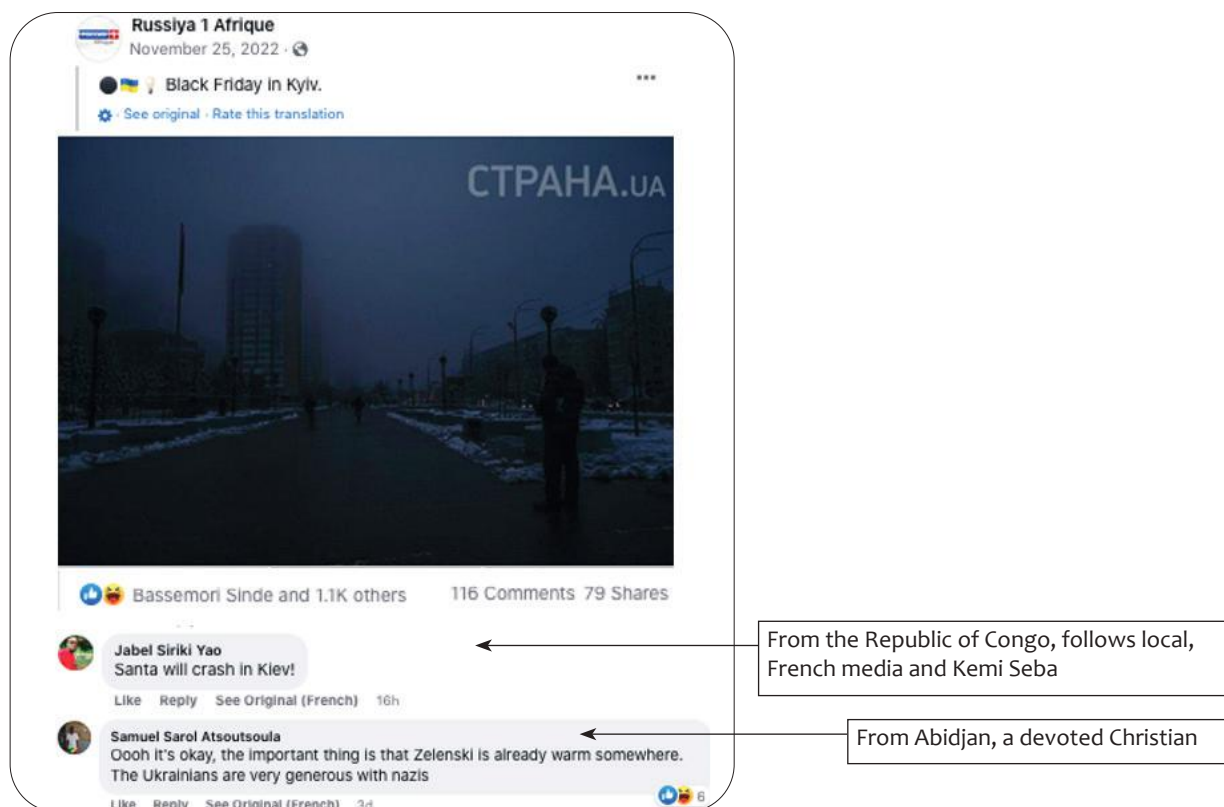 Russiya 1 Afrique
November 25, 2022 ·
Black Friday in Kyiv.
· See original · Rate this translation
СТРАНА.UA
Bassemori Sinde and 1.1K others 116 Comments 79 Shares
Jabel Siriki Yao
Santa will crash in Kiev!
Like Reply See Original (French) 16h
From the Republic of Congo, follows local,
French media and Kemi Seba
Samuel Sarol Atsoutsoula
Oooh it's okay, the important thing is that Zelenski is already warm somewhere.
The Ukrainians are very generous with nazis
From Abidjan, a devoted Christian
6
Like Reply See Original (French) 3d